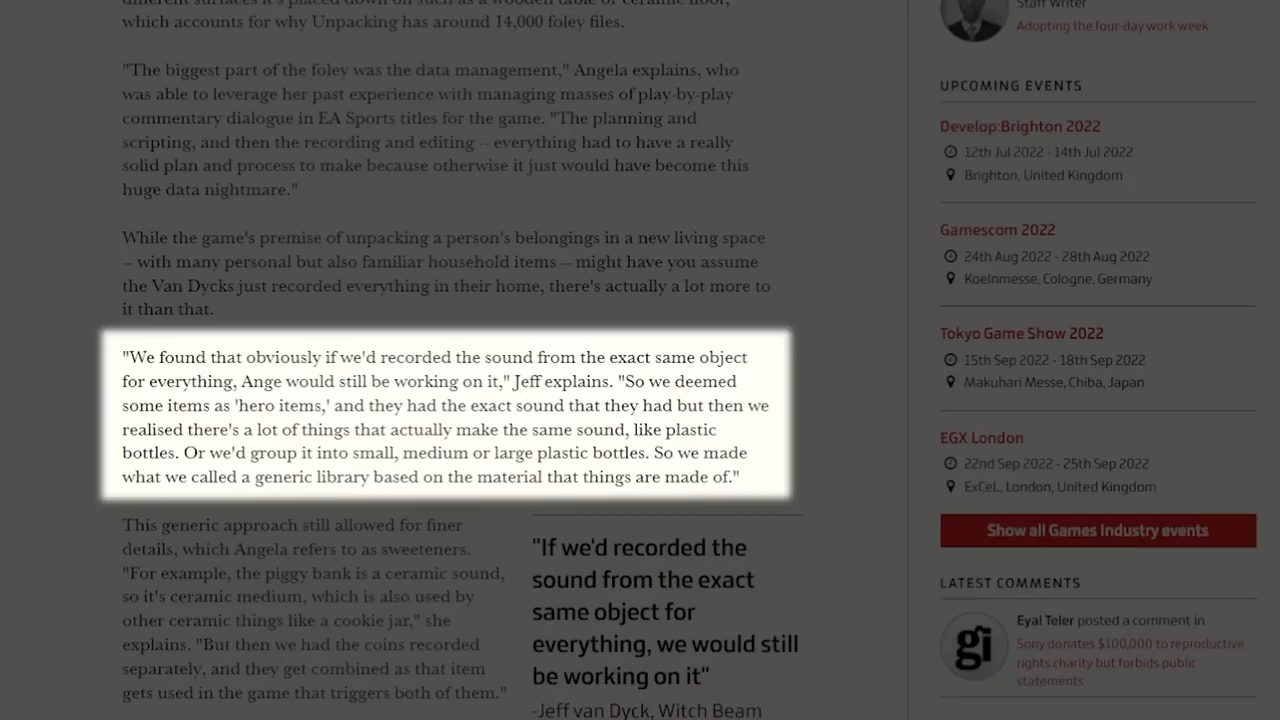 different surfaces it's placed down on such as a wooden table or ceramic floor,
which accounts for why Unpacking has around 14,000 foley files.
"The biggest part of the foley was the data management," Angela explains, who
was able to leverage her past experience with managing masses of play-by-play
commentary dialogue in EA Sports titles for the game. "The planning and
scripting, and then the recording and editing -- everything had to have a really
solid plan and process to make because otherwise it just would have become this
huge data nightmare."
While the game's premise of unpacking a person's belongings in a new living space
-- with many personal but also familiar household items -- might have you assume
the Van Dycks just recorded everything in their home, there's actually a lot more to
it than that.
"We found that obviously if we'd recorded the sound from the exact same object
for everything, Ange would still be working on it," Jeff explains. "So we deemed
some items as 'hero items,' and they had the exact sound that they had but then we
realised there's a lot of things that actually make the same sound, like plastic
bottles. Or we'd group it into small, medium or large plastic bottles. So we made
what we called a generic library based on the material that things are made of."
This generic approach still allowed for finer
details, which Angela refers to as sweeteners.
"For example, the piggy bank is a ceramic sound,
so it's ceramic medium, which is also used by
other ceramic things like a cookie jar," she
explains. "But then we had the coins recorded
separately, and they get combined as that item
gets used in the game that triggers both of them."
"If we'd recorded the
sound from the exact
same object for
everything, we would still
be working on it"
-Jeff van Dyck, Witch Beam
Staff Writer
Adopting the four-day work week
UPCOMING EVENTS
Develop:Brighton 2022
12th Jul 2022 - 14th Jul 2022
Brighton, United Kingdom
Gamescom 2022
24th Aug 2022 - 28th Aug 2022
Koelnmesse, Cologne, Germany
Tokyo Game Show 2022
15th Sep 2022 - 18th Sep 2022
Makuhari Messe, Chiba, Japan
EGX London
22nd Sep 2022 - 25th Sep 2022
ExCeL, London, United Kingdom
Show all Games Industry events
LATEST COMMENTS
gi
Eyal Teler posted a comment in
Sony donates $100,000 to reproductive
rights charity but forbids public
statements